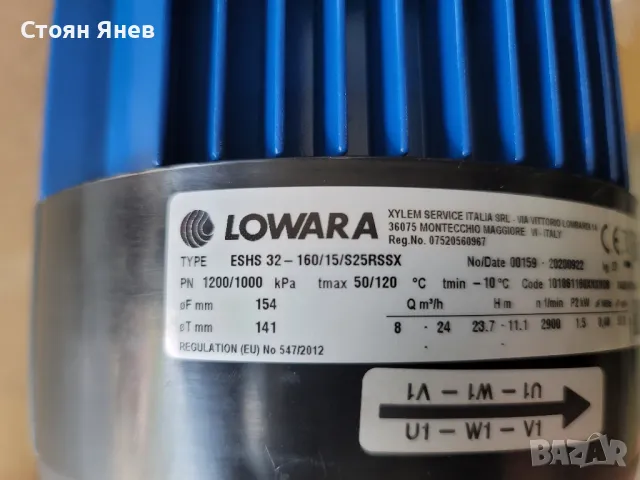 Стоян Янев
LOWARA
XYLEM SERVICE ITALIA SRL - VIA VITTORIO LOMBARDI 14
36075 MONTECCHIO MAGGIORE - VI - ITALY
Reg.No. 07520560967
CE
TYPE ESHS 32-160/15/S25RSSX No/Date 00159 - 20200922
PN 1200/1000 kPa tmax 50/120 °C tmin -10 °C Code
øF mm 154 Q m³/h H m n 1/min P2 kW
øT mm 141 8 - 24 23.7 - 11.1 2900 1.5
REGULATION (EU) No 547/2012
U1 - W1 - V1
U1 - W1 - V1
BAZAR
bg